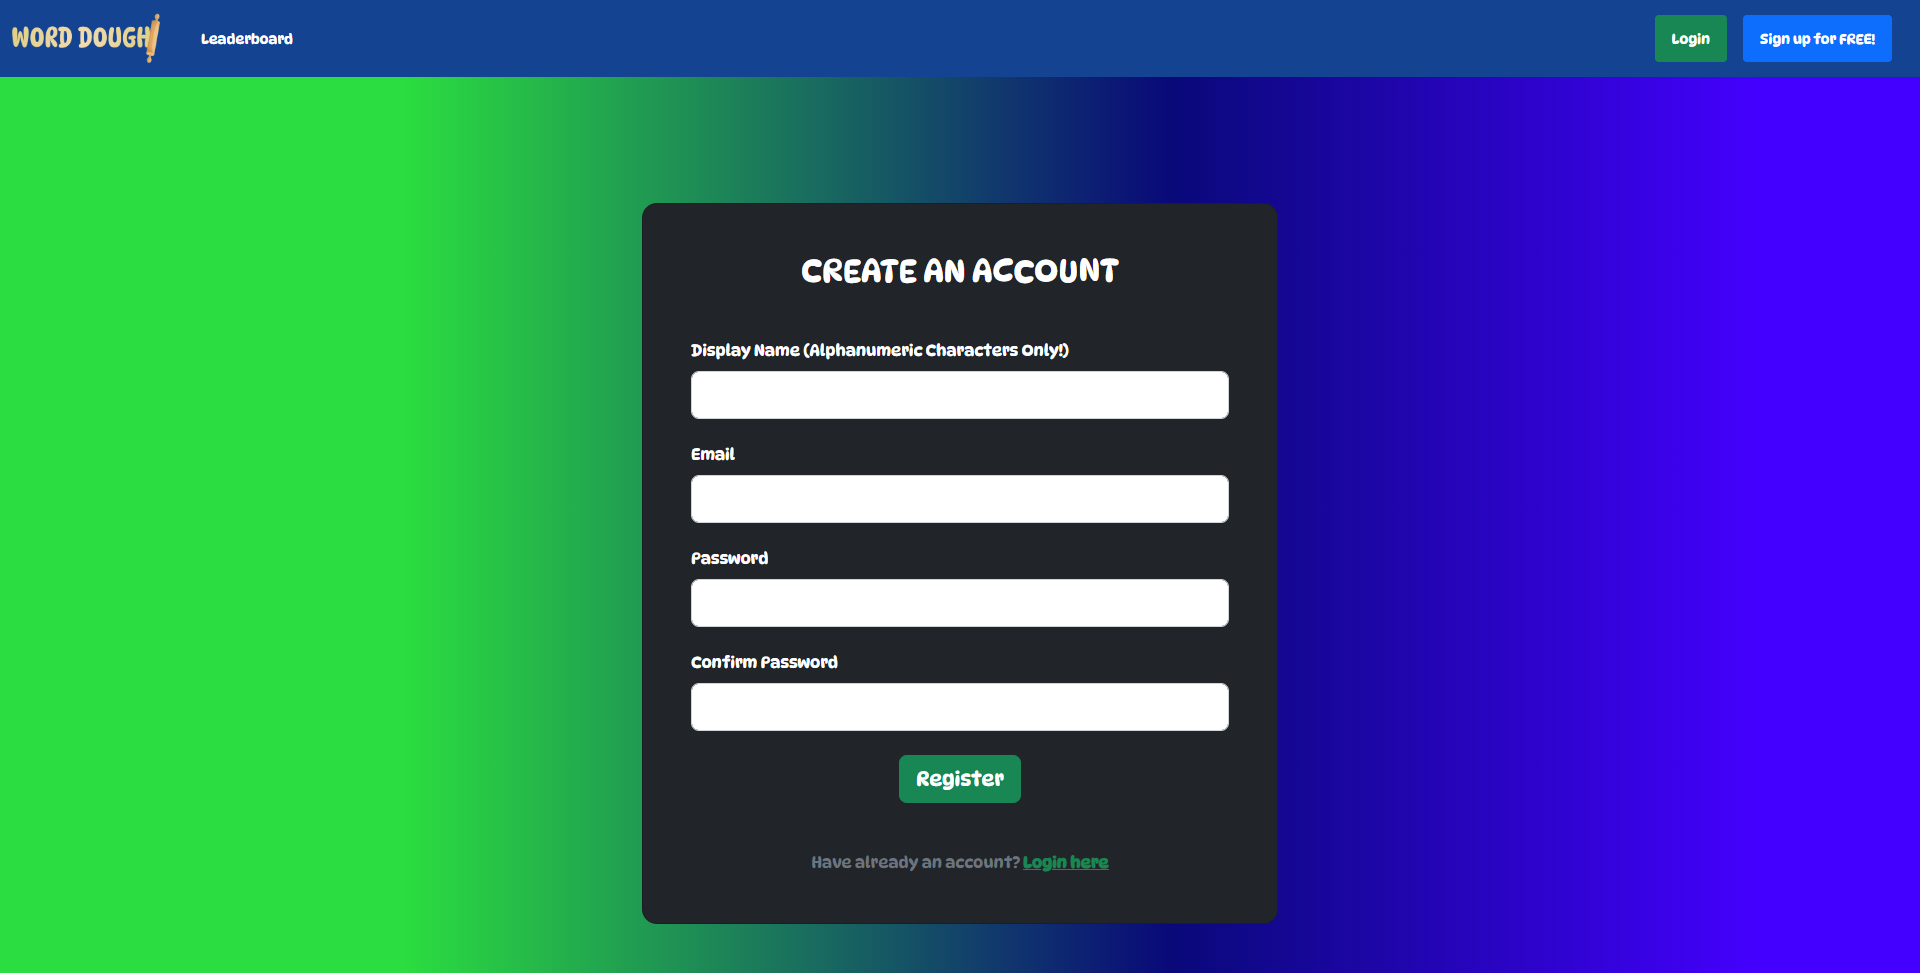 WORD DOUGH
Leaderboard
Login
Sign up for FREE!
CREATE AN ACCOUNT
Display Name (Alphanumeric Characters Only!)
Email
Password
Confirm Password
Register
Have already an account? Login here